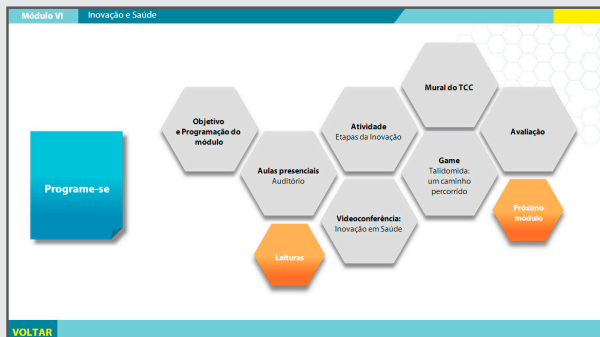 Módulo VI
Inovação e Saúde
Programe-se
Objetivo
e Programação do
módulo
Aulas presenciais
Auditório
Leituras
Atividade
Etapas da Inovação
Videoconferência:
Inovação em Saúde
Mural do TCC
Game
Talidomida:
um caminho
percorrido
Avaliação
Próximo
módulo
VOLTAR